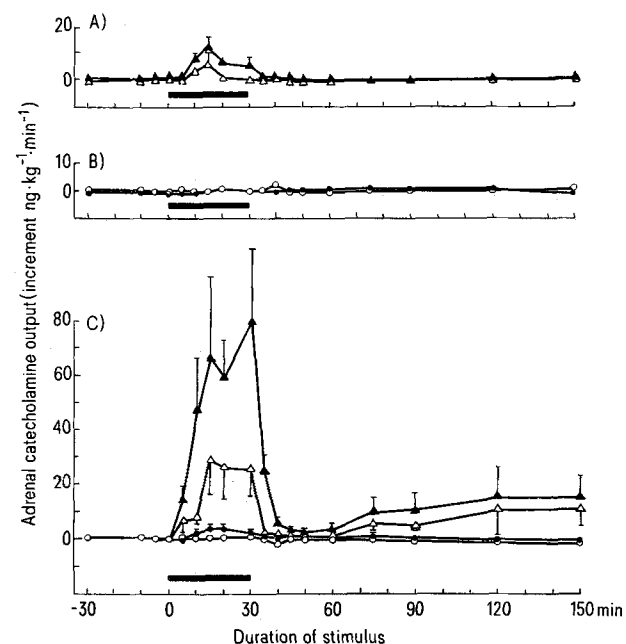 A)
20
10
0
B)
10
0
C)
80
60
40
20
0
Adrenal catecholamine output (increment ng·kg⁻¹·min⁻¹)
-30 0 30 60 90 120 150 min
Duration of stimulus